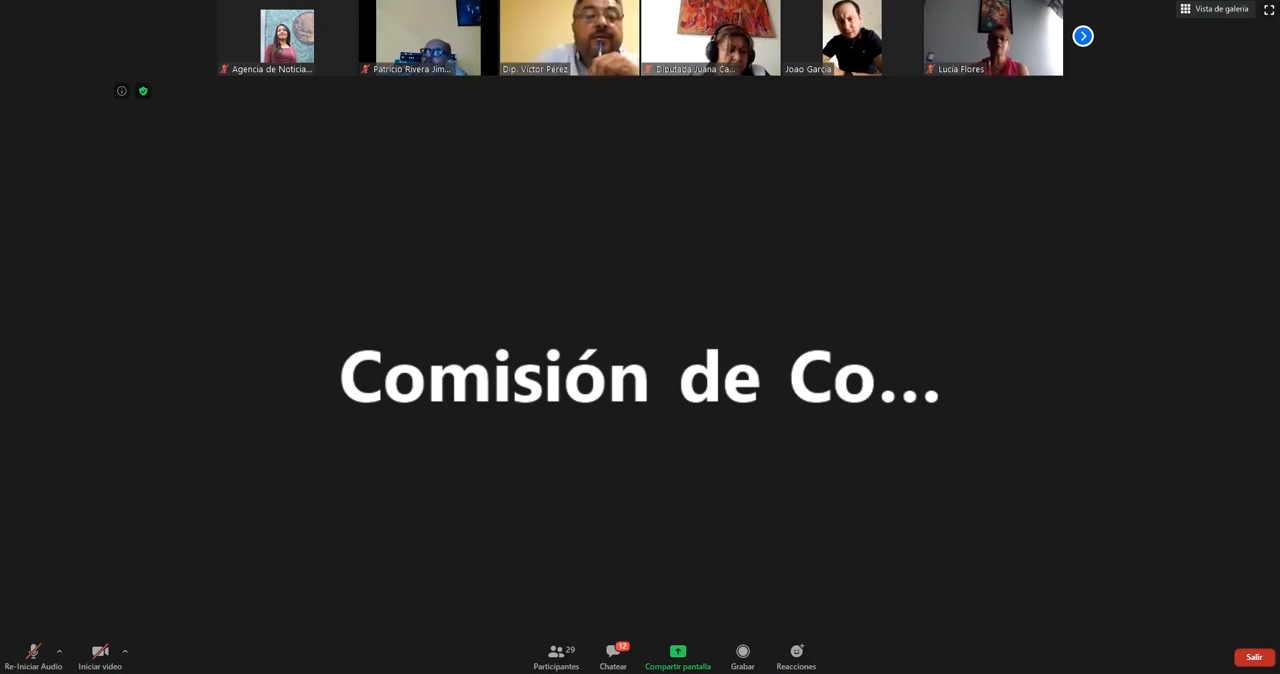 Vista de galería
Agencia de Noticia...
Patricio Rivera Jim...
Dip. Víctor Pérez
Diputada Juana Ca...
Joao García
Lucía Flores
Comisión de Co...
Re-Iniciar Audio
Iniciar video
29
Participantes
12
Chatear
Compartir pantalla
Grabar
Reacciones
Salir